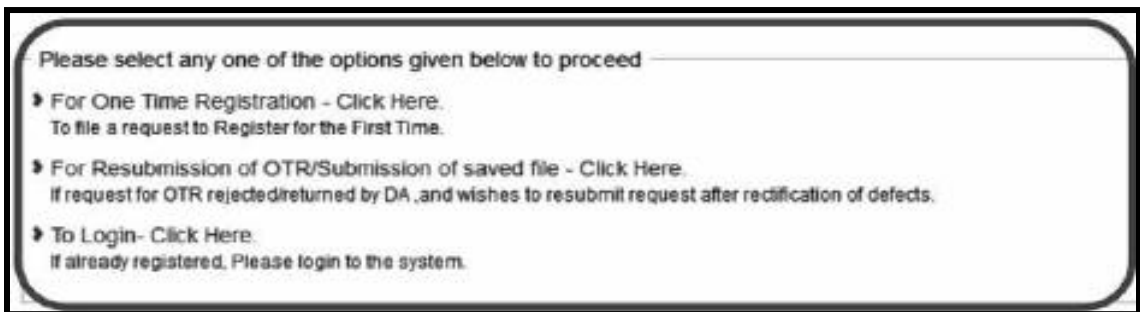 Please select any one of the options given below to proceed
For One Time Registration - Click Here.
To file a request to Register for the First Time.
For Resubmission of OTR/Submission of saved file - Click Here.
If request for OTR rejected/returned by DA ,and wishes to resubmit request after rectification of defects.
To Login- Click Here.
If already registered, Please login to the system.